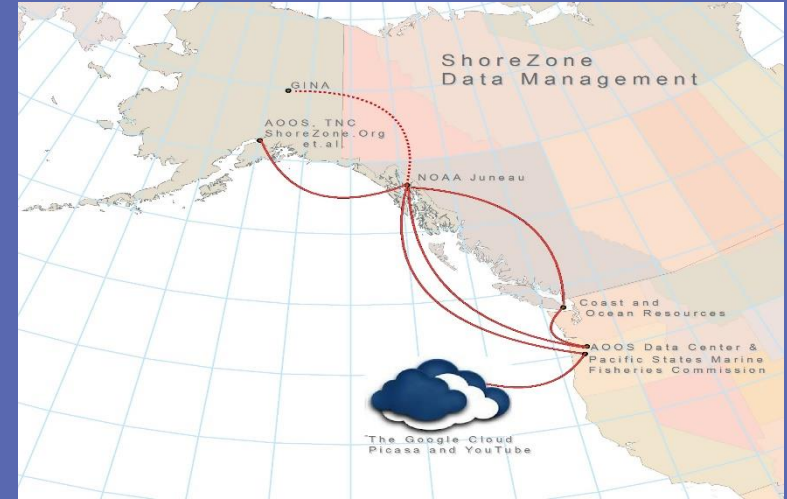 ShoreZone
Data Management
GINA
AOOS, TNC
ShoreZone.Org
et.al.
NOAA Juneau
Coast and
Ocean Resources
AOOS Data Center &
Pacific States Marine
Fisheries Commission
The Google Cloud
Picasa and YouTube